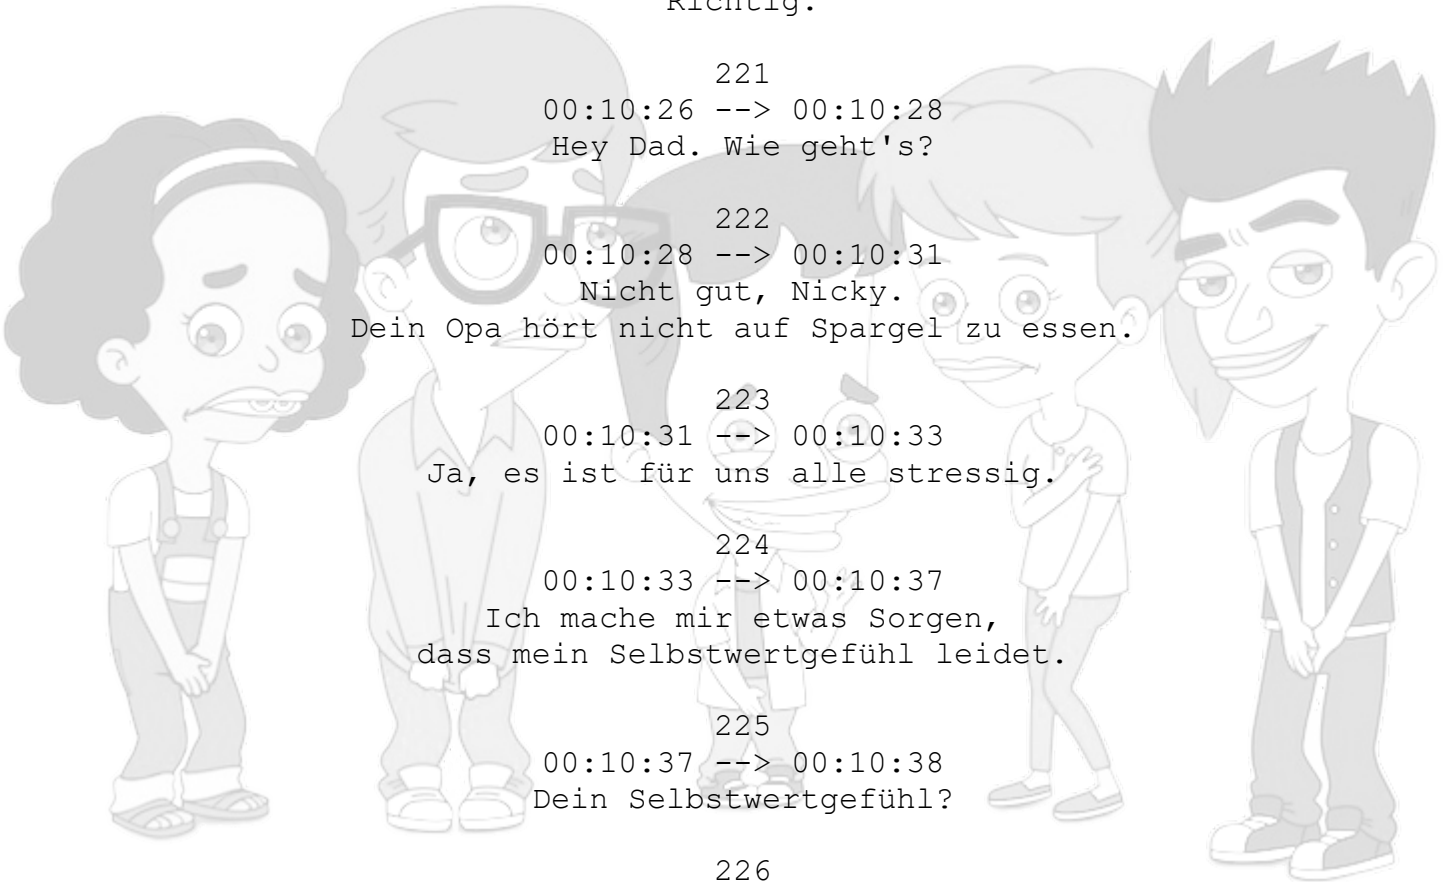 Richtig.
221
00:10:26 --> 00:10:28
Hey Dad. Wie geht's?
222
00:10:28 --> 00:10:31
Nicht gut, Nicky.
Dein Opa hört nicht auf Spargel zu essen.
223
00:10:31 --> 00:10:33
Ja, es ist für uns alle stressig.
224
00:10:33 --> 00:10:37
Ich mache mir etwas Sorgen,
dass mein Selbstwertgefühl leidet.
225
00:10:37 --> 00:10:38
Dein Selbstwertgefühl?
226